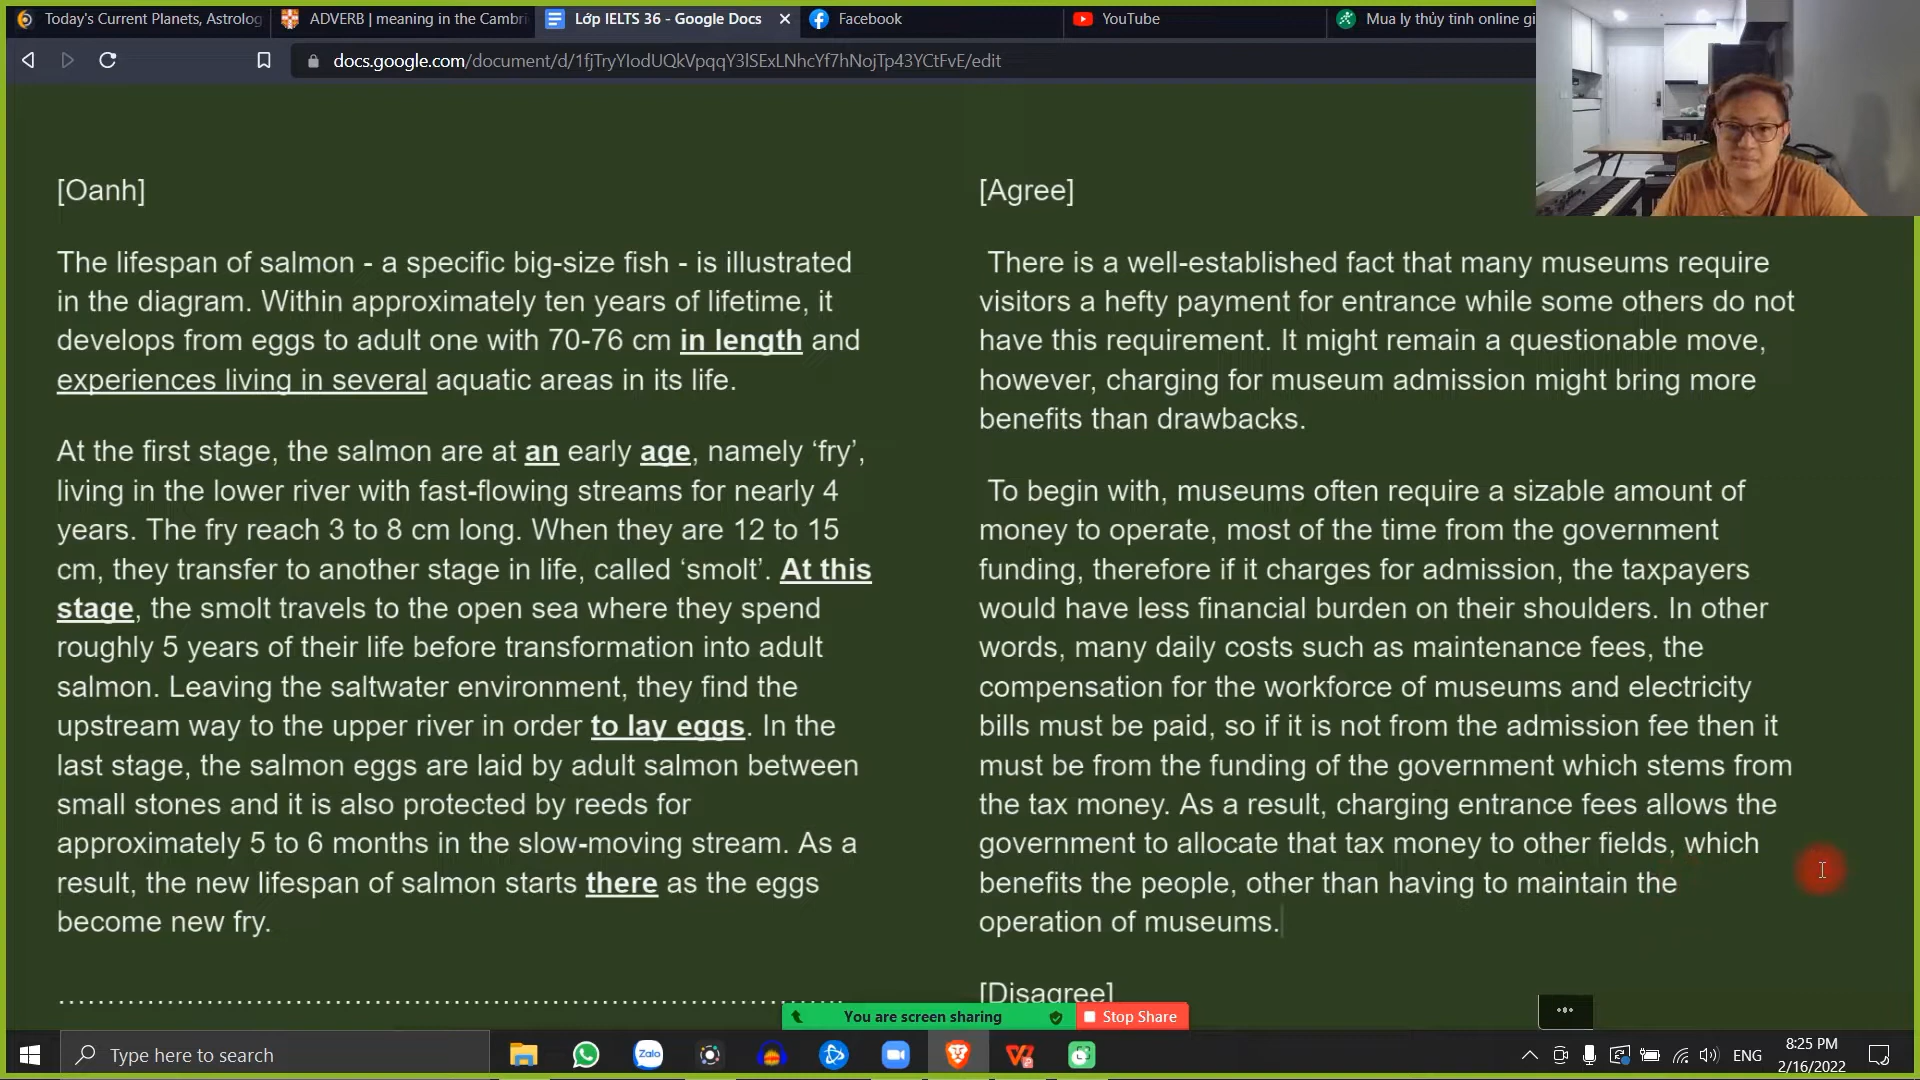 Today's Current Planets, Astrolog
ADVERB | meaning in the Cambri
Lớp IELTS 36 - Google Docs
Facebook
YouTube
Mua ly thủy tinh online gi
docs.google.com/document/d/1fjTryYIodUQkVpqqY3lSExLNhcYf7hNojTp43YCtFvE/edit
[Oanh]
The lifespan of salmon - a specific big-size fish - is illustrated
in the diagram. Within approximately ten years of lifetime, it
develops from eggs to adult one with 70-76 cm in length and
experiences living in several aquatic areas in its life.
At the first stage, the salmon are at an early age, namely ‘fry’,
living in the lower river with fast-flowing streams for nearly 4
years. The fry reach 3 to 8 cm long. When they are 12 to 15
cm, they transfer to another stage in life, called ‘smolt’. At this
stage, the smolt travels to the open sea where they spend
roughly 5 years of their life before transformation into adult
salmon. Leaving the saltwater environment, they find the
upstream way to the upper river in order to lay eggs. In the
last stage, the salmon eggs are laid by adult salmon between
small stones and it is also protected by reeds for
approximately 5 to 6 months in the slow-moving stream. As a
result, the new lifespan of salmon starts there as the eggs
become new fry.
[Agree]
There is a well-established fact that many museums require
visitors a hefty payment for entrance while some others do not
have this requirement. It might remain a questionable move,
however, charging for museum admission might bring more
benefits than drawbacks.
To begin with, museums often require a sizable amount of
money to operate, most of the time from the government
funding, therefore if it charges for admission, the taxpayers
would have less financial burden on their shoulders. In other
words, many daily costs such as maintenance fees, the
compensation for the workforce of museums and electricity
bills must be paid, so if it is not from the admission fee then it
must be from the funding of the government which stems from
the tax money. As a result, charging entrance fees allows the
government to allocate that tax money to other fields, which
benefits the people, other than having to maintain the
operation of museums.
[Disagree]
You are screen sharing
Stop Share
Type here to search
Zalo
ENG
8:25 PM
2/16/2022